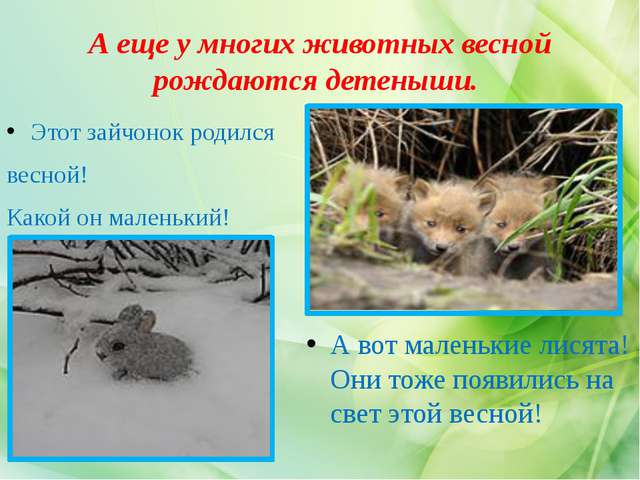 А еще у многих животных весной
рождаются детеныши.
• Этот зайчонок родился
весной!
Какой он маленький!
• А вот маленькие лисята!
Они тоже появились на
свет этой весной!